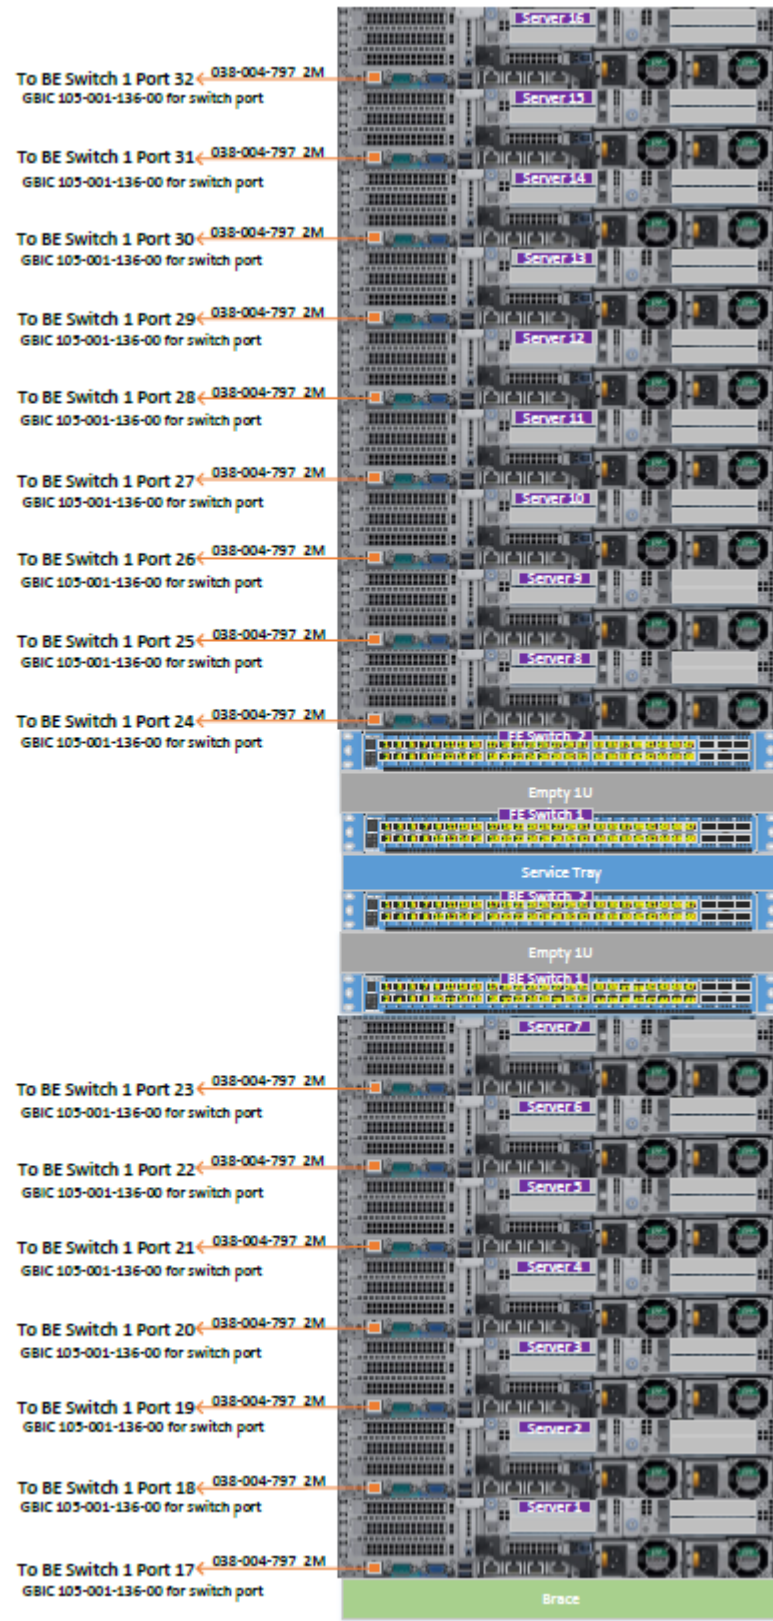 Server 16
038-004-797 2M
To BE Switch 1 Port 32
GBIC 105-001-136-00 for switch port
Server 15
038-004-797 2M
To BE Switch 1 Port 31
GBIC 105-001-136-00 for switch port
Server 14
038-004-797 2M
To BE Switch 1 Port 30
GBIC 105-001-136-00 for switch port
Server 13
038-004-797 2M
To BE Switch 1 Port 29
GBIC 105-001-136-00 for switch port
Server 12
038-004-797 2M
To BE Switch 1 Port 28
GBIC 105-001-136-00 for switch port
Server 11
038-004-797 2M
To BE Switch 1 Port 27
GBIC 105-001-136-00 for switch port
Server 10
038-004-797 2M
To BE Switch 1 Port 26
GBIC 105-001-136-00 for switch port
Server 9
038-004-797 2M
To BE Switch 1 Port 25
GBIC 105-001-136-00 for switch port
Server 8
038-004-797 2M
To BE Switch 1 Port 24
GBIC 105-001-136-00 for switch port
FE Switch 2
Empty 1U
FE Switch 1
Service Tray
BE Switch 2
Empty 1U
BE Switch 1
Server 7
038-004-797 2M
To BE Switch 1 Port 23
GBIC 105-001-136-00 for switch port
Server 6
038-004-797 2M
To BE Switch 1 Port 22
GBIC 105-001-136-00 for switch port
Server 5
038-004-797 2M
To BE Switch 1 Port 21
GBIC 105-001-136-00 for switch port
Server 4
038-004-797 2M
To BE Switch 1 Port 20
GBIC 105-001-136-00 for switch port
Server 3
038-004-797 2M
To BE Switch 1 Port 19
GBIC 105-001-136-00 for switch port
Server 2
038-004-797 2M
To BE Switch 1 Port 18
GBIC 105-001-136-00 for switch port
Server 1
038-004-797 2M
To BE Switch 1 Port 17
GBIC 105-001-136-00 for switch port
Brace